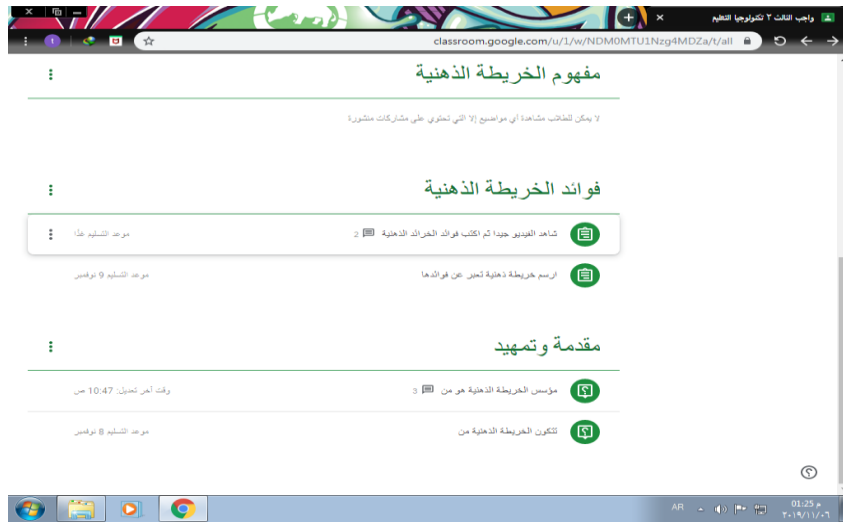 واجب الثالث ٢ تكنولوجيا التعليم
classroom.google.com/u/1/w/NDM0MTU1Nzg4MDZa/t/all
مفهوم الخريطة الذهنية
لا يمكن للطالب مشاهدة أي مواضيع إلا التي تحتوي على مشاركات منشورة
فوائد الخريطة الذهنية
شاهد الفيديو جيدا ثم اكتب فوائد الخرائد الذهنية 2 موعد التسليم غدًا
ارسم خريطة ذهنية تعبر عن فوائدها موعد التسليم 9 نوفمبر
مقدمة وتمهيد
مؤسس الخريطة الذهنية هو من 3 وقت آخر تعديل: 10:47 ص
تتكون الخريطة الذهنية من موعد التسليم 8 نوفمبر
AR
01:25 م
٢٠١٩/١١/٠٦